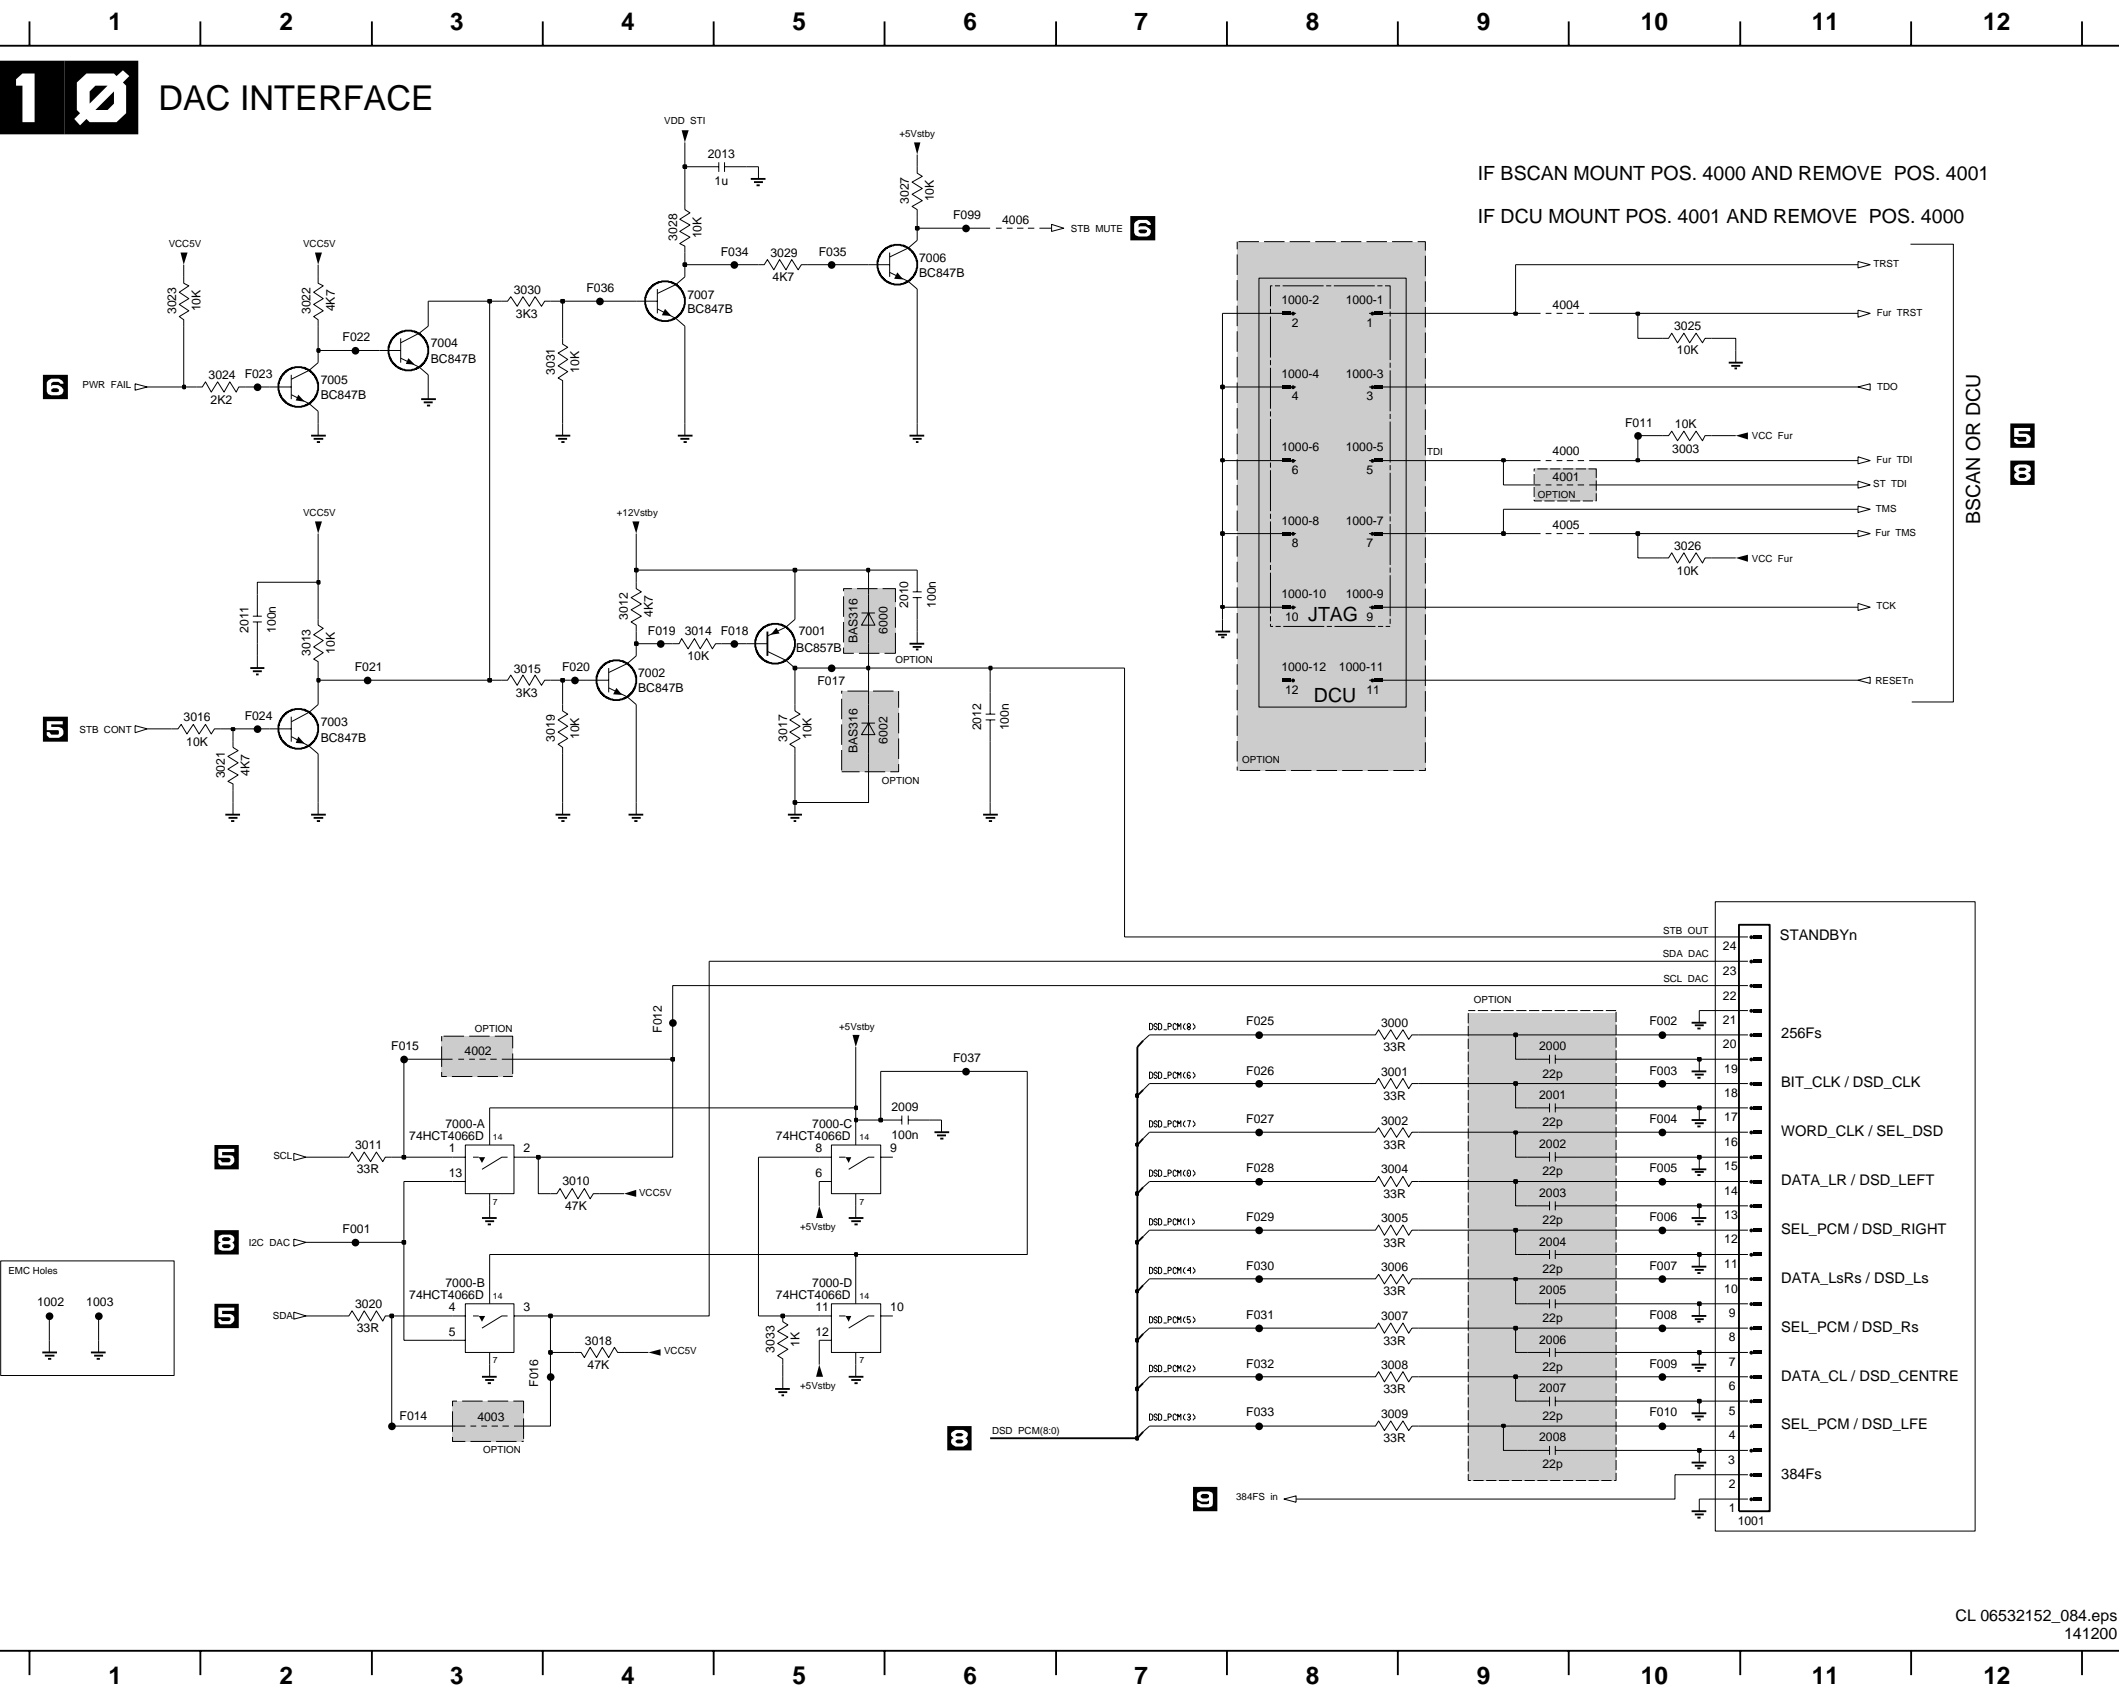 1 2 3 4 5 6 7 8 9 10 11 12
10 DAC INTERFACE
VDD STI
+5Vstby
2013
1u
3028 10K
3027 10K
F099 4006 STB MUTE 6
IF BSCAN MOUNT POS. 4000 AND REMOVE POS. 4001
IF DCU MOUNT POS. 4001 AND REMOVE POS. 4000
VCC5V VCC5V
3023 10K
3022 4K7
F034 3029 F035
4K7
7006
BC847B
3030 F036
3K3
7007
BC847B
F022
7004
BC847B
3031 10K
6 PWR FAIL
3024 F023
2K2
7005
BC847B
1000-2 1000-1
2 1
1000-4 1000-3
4 3
1000-6 1000-5
6 5
1000-8 1000-7
8 7
1000-10 1000-9
10 JTAG 9
1000-12 1000-11
12 DCU 11
OPTION
TRST
4004 Fur TRST
3025
10K
TDO
F011 10K VCC Fur
3003
TDI 4000 Fur TDI
4001 ST TDI
OPTION
TMS
4005 Fur TMS
3026 VCC Fur
10K
TCK
RESETn
BSCAN OR DCU
5
8
VCC5V
+12Vstby
2011 100n
3013 10K
F021
3012 4K7
F019 3014 F018
10K
7001
BC857B
BAS316 6000
OPTION
2010 100n
3015 F020
3K3
7002
BC847B
F017
5 STB CONT
3016 F024
10K
7003
BC847B
3021 4K7
3019 10K
3017 10K
BAS316 6002
OPTION
2012 100n
STB OUT
SDA DAC
SCL DAC
24 STANDBYn
23
22
21
20 256Fs
19
18 BIT_CLK / DSD_CLK
17
16 WORD_CLK / SEL_DSD
15
14 DATA_LR / DSD_LEFT
13
12 SEL_PCM / DSD_RIGHT
11
10 DATA_LsRs / DSD_Ls
9
8 SEL_PCM / DSD_Rs
7
6 DATA_CL / DSD_CENTRE
5
4 SEL_PCM / DSD_LFE
3
2 384Fs
1
1001
OPTION
DSD_PCM(8) F025 3000 33R 2000 22p F002
DSD_PCM(6) F026 3001 33R 2001 22p F003
DSD_PCM(7) F027 3002 33R 2002 22p F004
DSD_PCM(0) F028 3004 33R 2003 22p F005
DSD_PCM(1) F029 3005 33R 2004 22p F006
DSD_PCM(4) F030 3006 33R 2005 22p F007
DSD_PCM(5) F031 3007 33R 2006 22p F008
DSD_PCM(2) F032 3008 33R 2007 22p F009
DSD_PCM(3) F033 3009 33R 2008 22p F010
8 DSD PCM(8:0)
9 384FS in
F012
OPTION
F015 4002
+5Vstby
F037
2009
100n
7000-A
74HCT4066D 14
1 2
13
7
5 SCL 3011
33R
3010 VCC5V
47K
7000-C
74HCT4066D 14
8 9
6
7
+5Vstby
8 I2C DAC F001
7000-B
74HCT4066D 14
4 3
5
7
5 SDA 3020
33R
3018 VCC5V
47K
F016
F014 4003
OPTION
7000-D
74HCT4066D 14
11 10
12
7
3033 1K
+5Vstby
EMC Holes
1002 1003
CL 06532152_084.eps
141200
1 2 3 4 5 6 7 8 9 10 11 12